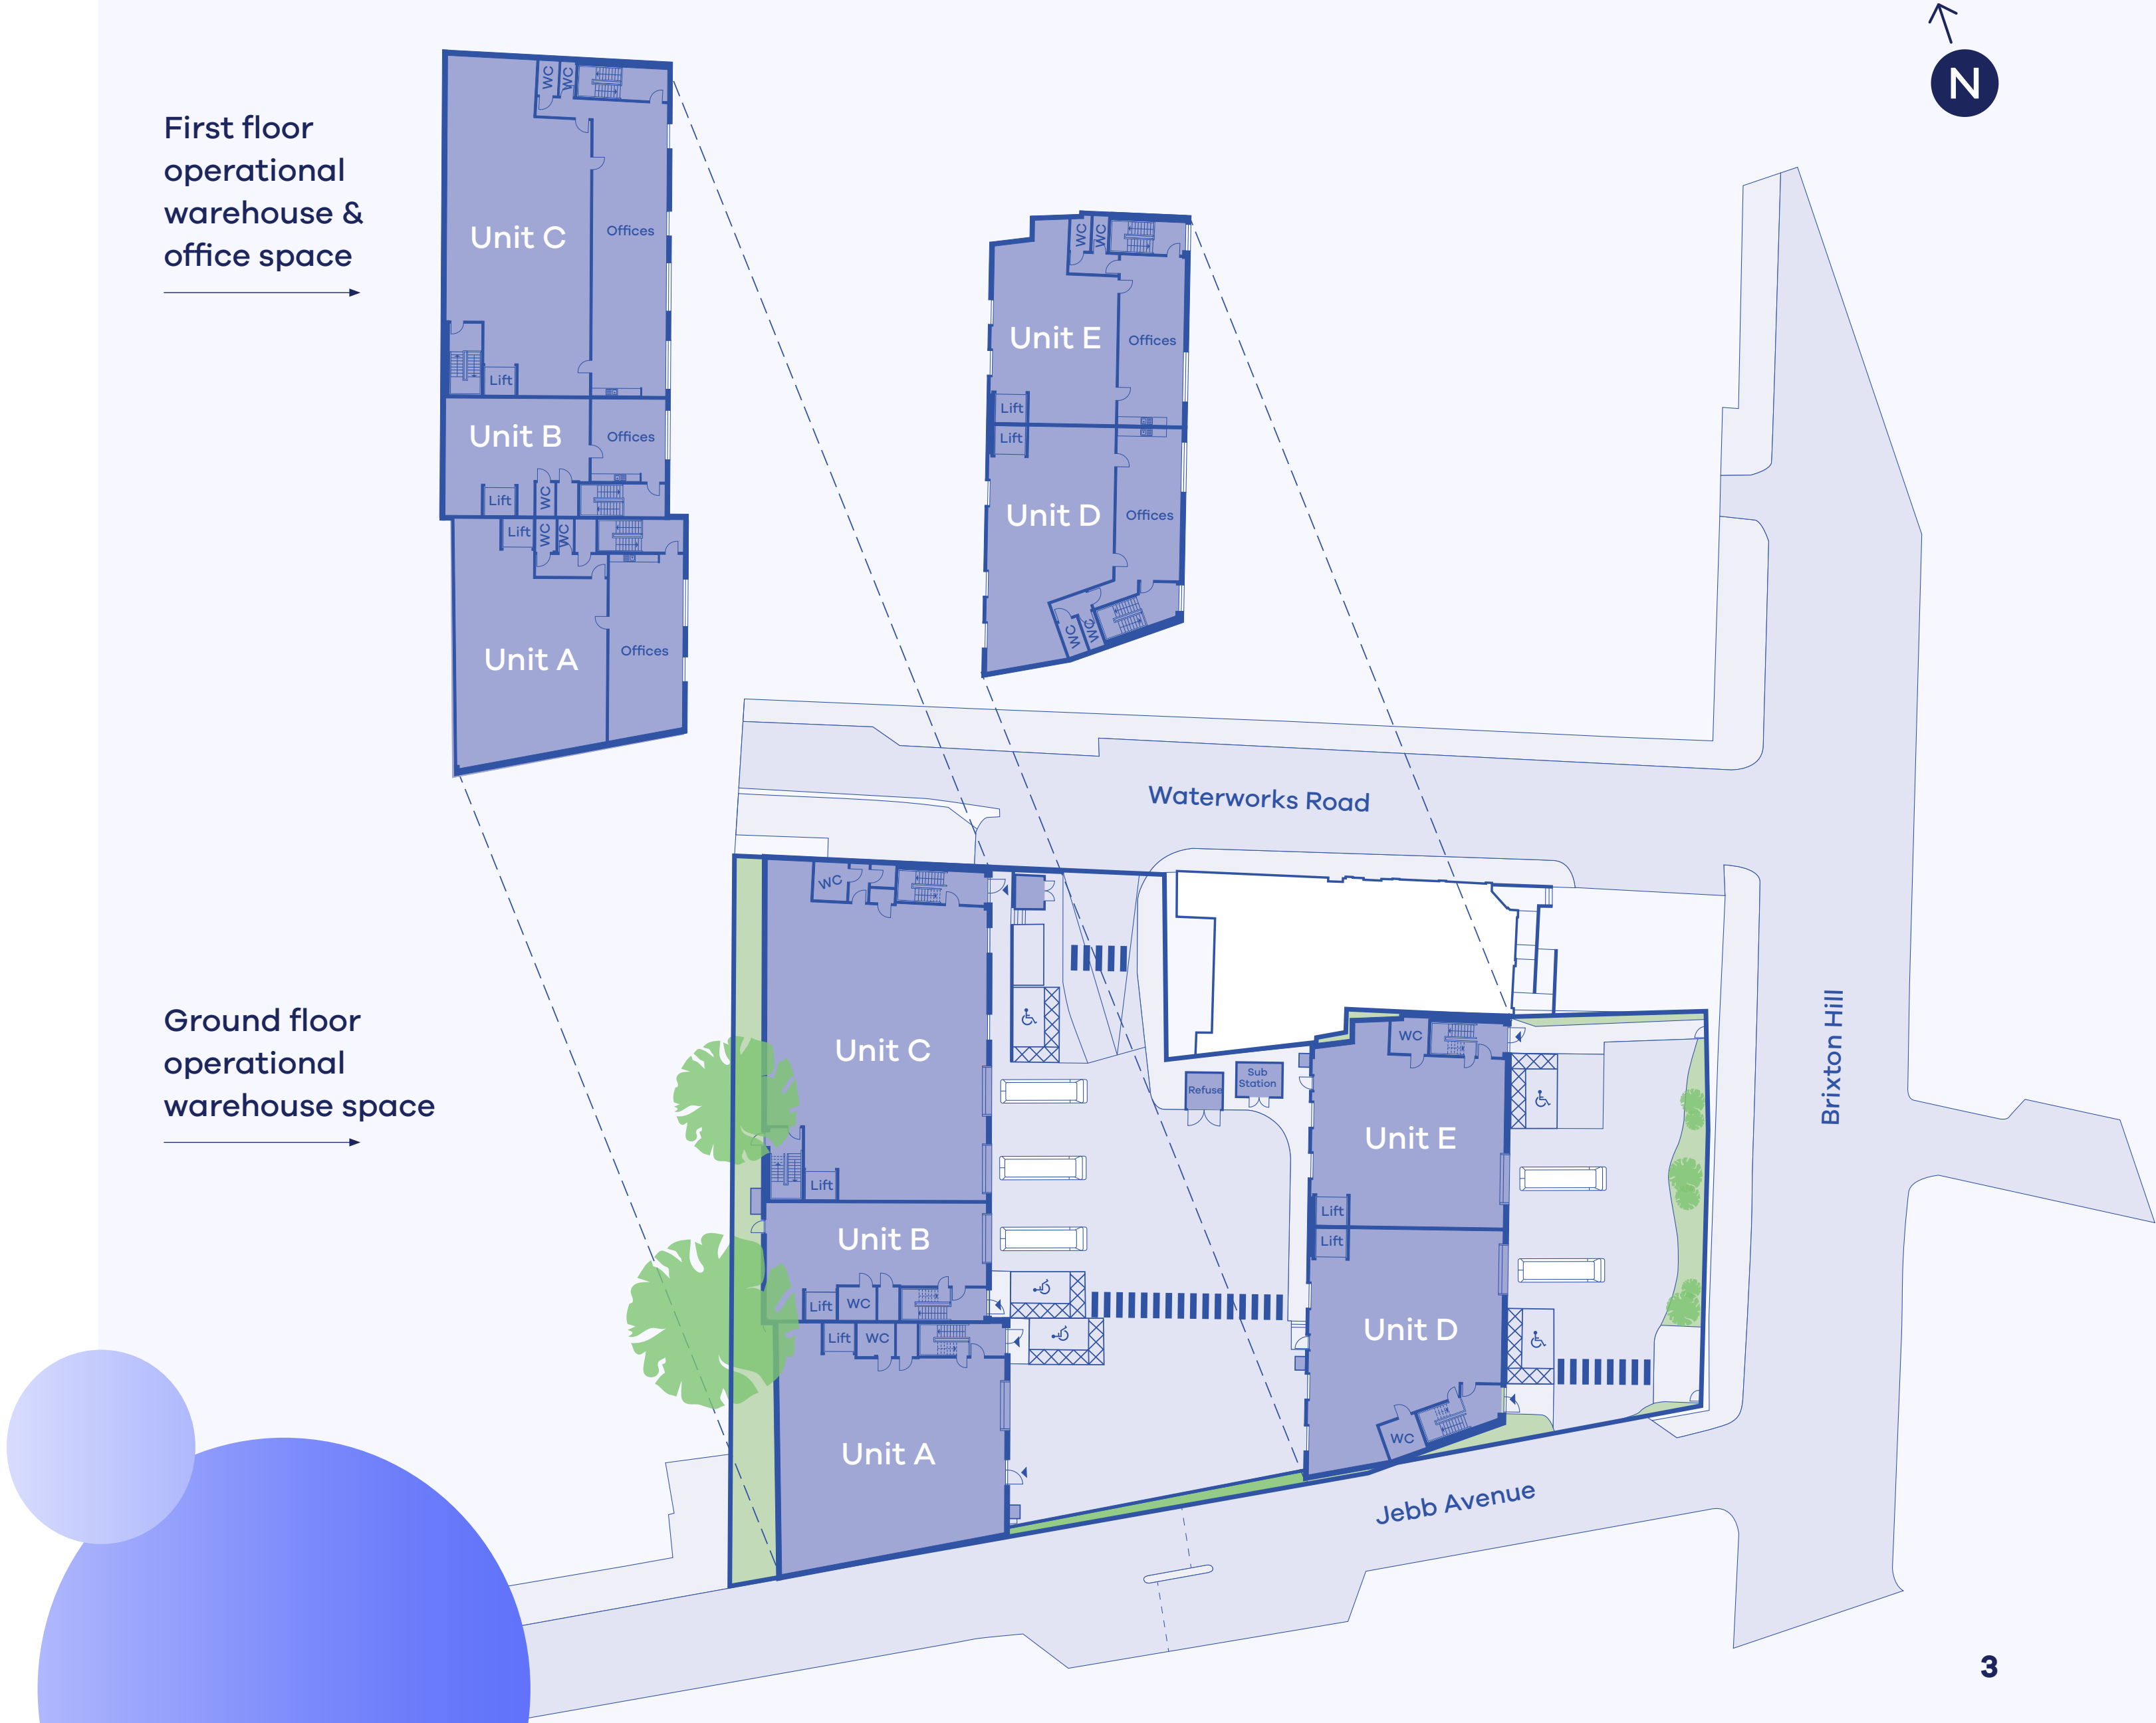 N
First floor
operational
warehouse &
office space
WC
WC
Unit C
Offices
Lift
Unit B
Offices
Lift
WC
Lift
WC
WC
Unit A
Offices
WC
WC
Unit E
Offices
Lift
Lift
Unit D
Offices
WC
WC
Waterworks Road
Brixton Hill
Jebb Avenue
Ground floor
operational
warehouse space
WC
Unit C
Lift
Unit B
Lift
WC
Lift
WC
Unit A
Refuse
Sub
Station
WC
Unit E
Lift
Lift
Unit D
WC
3